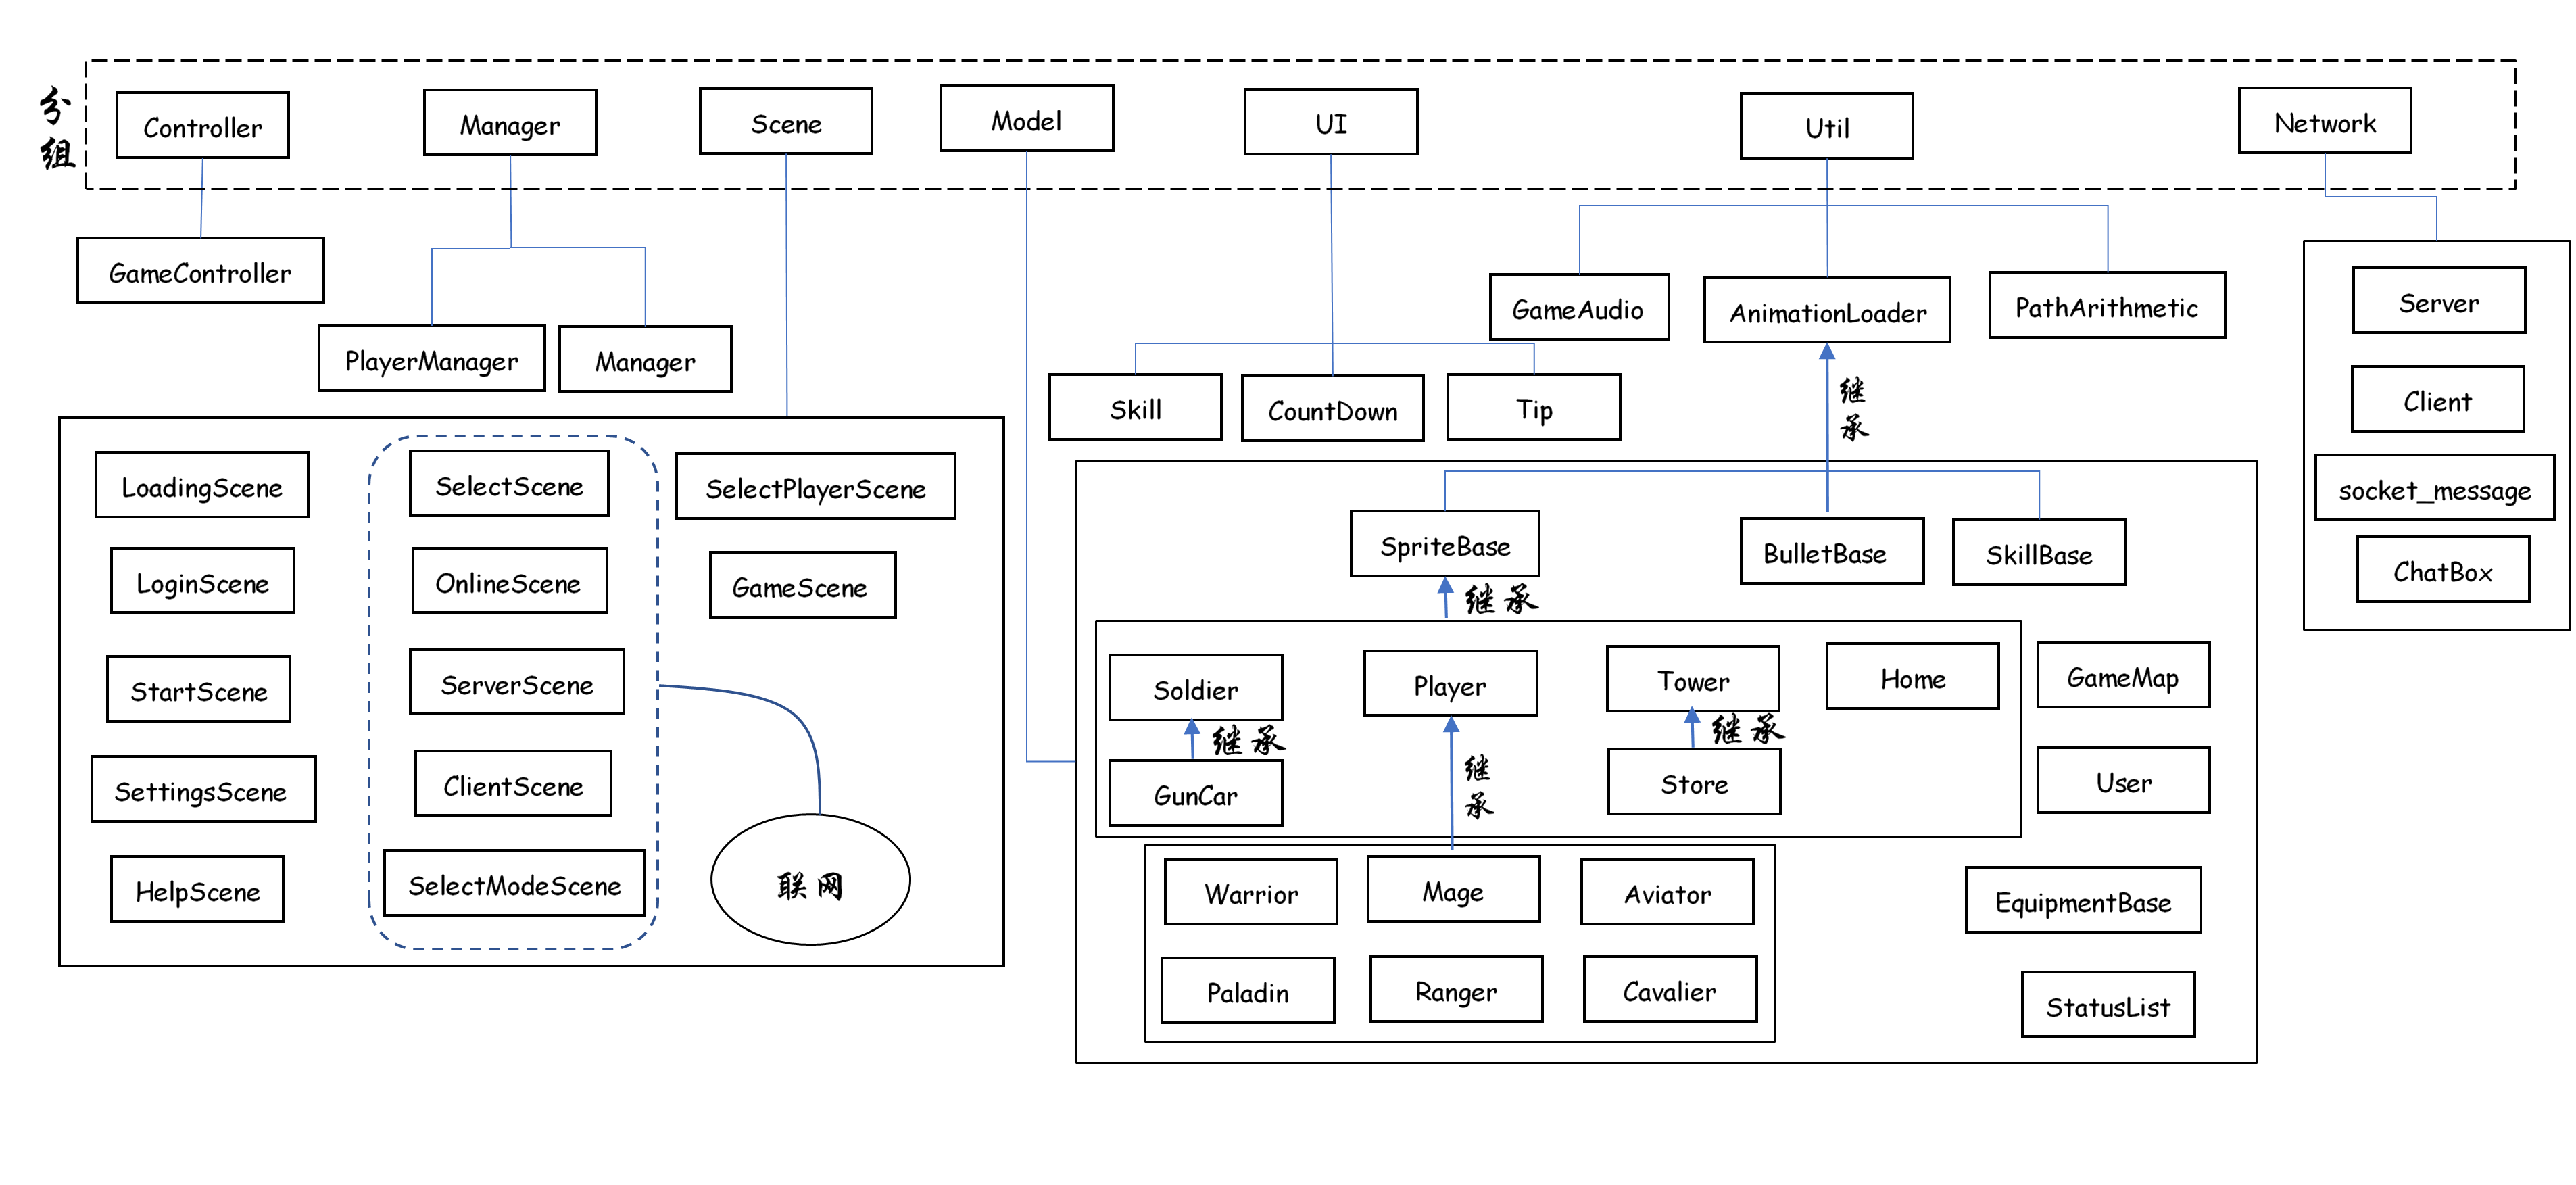 分组
Controller
Manager
Scene
Model
UI
Util
Network
GameController
PlayerManager
Manager
GameAudio
AnimationLoader
PathArithmetic
Skill
CountDown
Tip
继承
Server
Client
socket_message
ChatBox
LoadingScene
SelectScene
SelectPlayerScene
LoginScene
OnlineScene
GameScene
StartScene
ServerScene
SettingsScene
ClientScene
HelpScene
SelectModeScene
联网
SpriteBase
BulletBase
SkillBase
继承
Soldier
Player
Tower
Home
GameMap
继承
继承
继承
GunCar
Store
User
Warrior
Mage
Aviator
EquipmentBase
Paladin
Ranger
Cavalier
StatusList